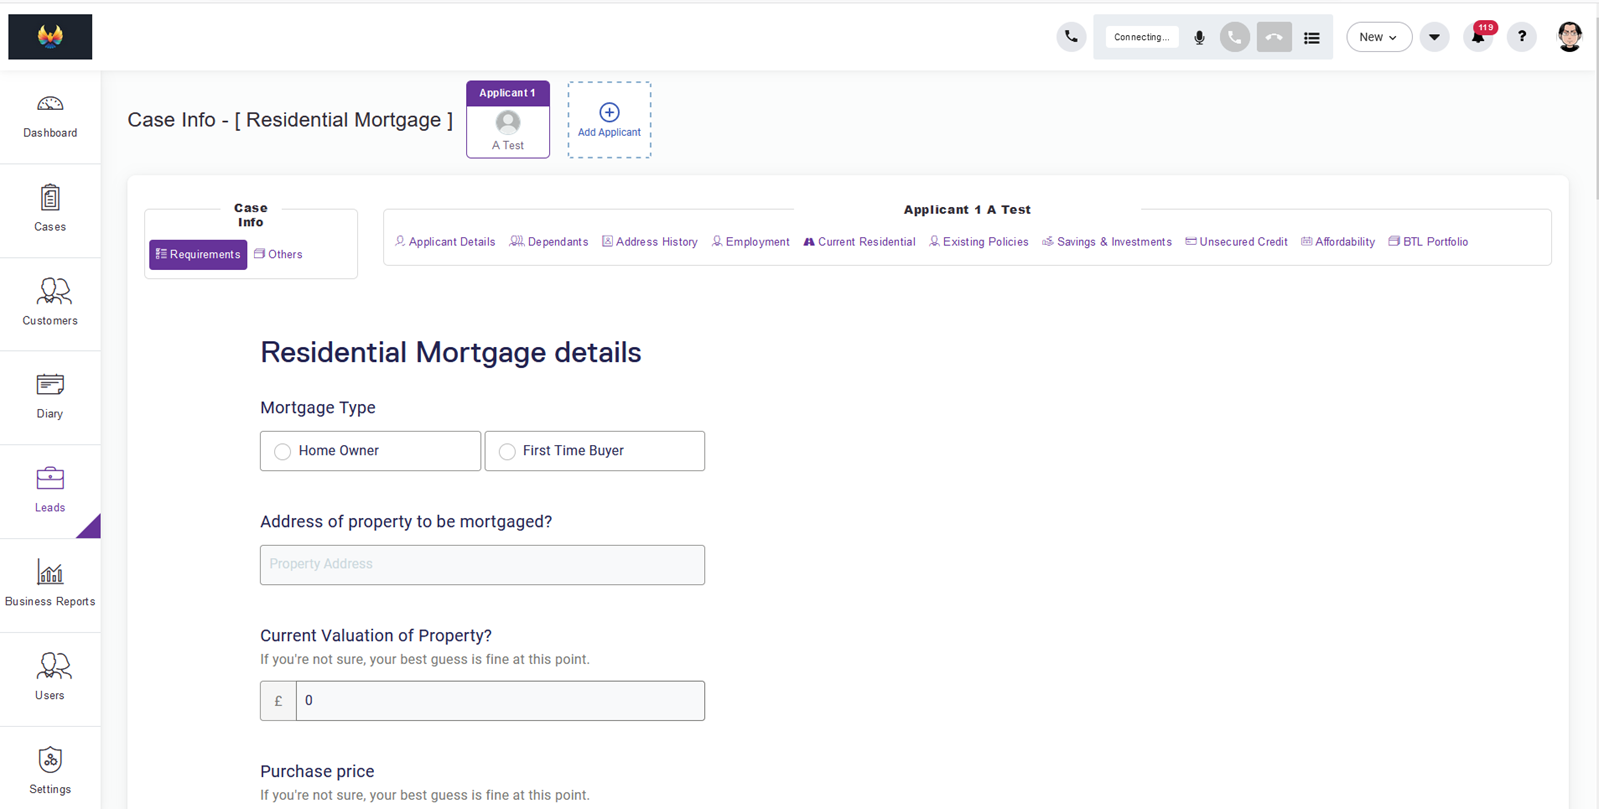 Connecting...
New
119
?
Dashboard
Cases
Customers
Diary
Leads
Business Reports
Users
Settings
Case Info - [ Residential Mortgage ]
Applicant 1
A Test
Add Applicant
Case
Info
Requirements
Others
Applicant 1 A Test
Applicant Details
Dependants
Address History
Employment
Current Residential
Existing Policies
Savings & Investments
Unsecured Credit
Affordability
BTL Portfolio
Residential Mortgage details
Mortgage Type
Home Owner
First Time Buyer
Address of property to be mortgaged?
Property Address
Current Valuation of Property?
If you're not sure, your best guess is fine at this point.
£ 0
Purchase price
If you're not sure, your best guess is fine at this point.